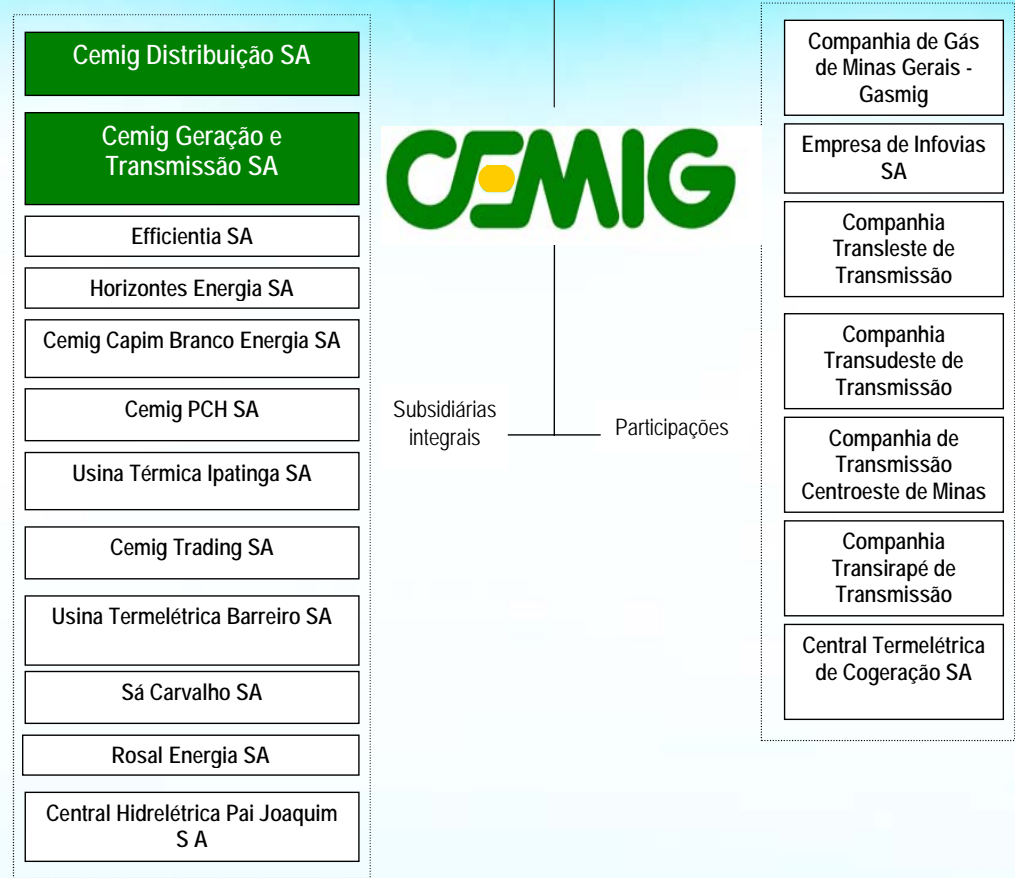 Cemig Distribuição SA
Cemig Geração e
Transmissão SA
Efficientia SA
Horizontes Energia SA
Cemig Capim Branco Energia SA
Cemig PCH SA
Usina Térmica Ipatinga SA
Cemig Trading SA
Usina Termelétrica Barreiro SA
Sá Carvalho SA
Rosal Energia SA
Central Hidrelétrica Pai Joaquim
S A
CEMIG
Subsidiárias
integrais
Participações
Companhia de Gás
de Minas Gerais -
Gasmig
Empresa de Infovias
SA
Companhia
Transleste de
Transmissão
Companhia
Transudeste de
Transmissão
Companhia de
Transmissão
Centroeste de Minas
Companhia
Transirapé de
Transmissão
Central Termelétrica
de Cogeração SA